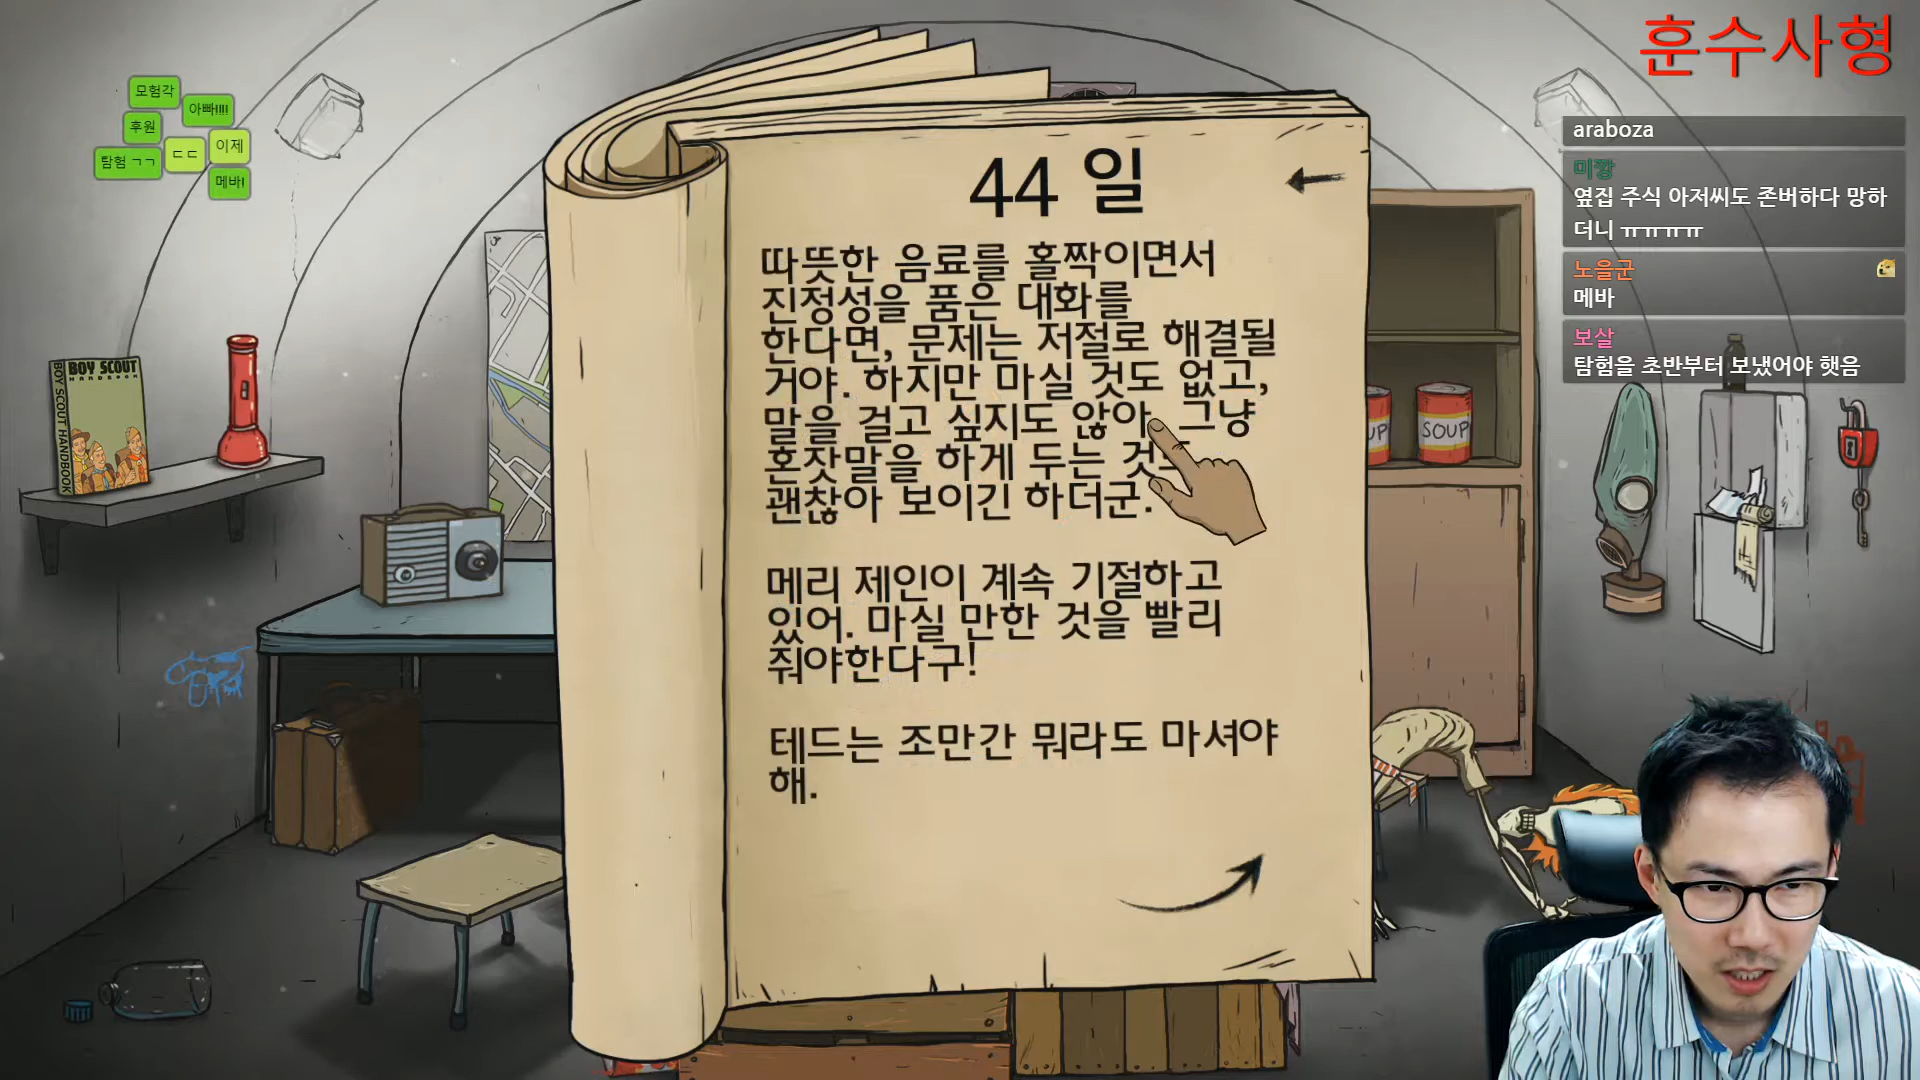 훈수사형
모험각
아빠!!!!
후원
이제
ㄷㄷ
탐험 ㄱㄱ
메바!
araboza
미깡
옆집 주식 아저씨도 존버하다 망하
더니 ㅠㅠㅠㅠ
노을군
메바
보살
탐험을 초반부터 보냈어야 햇음
BOY SCOUT
HANDBOOK
BOY SCOUT HANDBOOK
44 일
따뜻한 음료를 홀짝이면서
진정성을 품은 대화를
한다면, 문제는 저절로 해결될
거야. 하지만 마실 것도 없고,
말을 걸고 싶지도 않아. 그냥
혼잣말을 하게 두는 것도
괜찮아 보이긴 하더군.
메리 제인이 계속 기절하고
있어. 마실 만한 것을 빨리
줘야한다구!
테드는 조만간 뭐라도 마셔야
해.
UP
SOUP